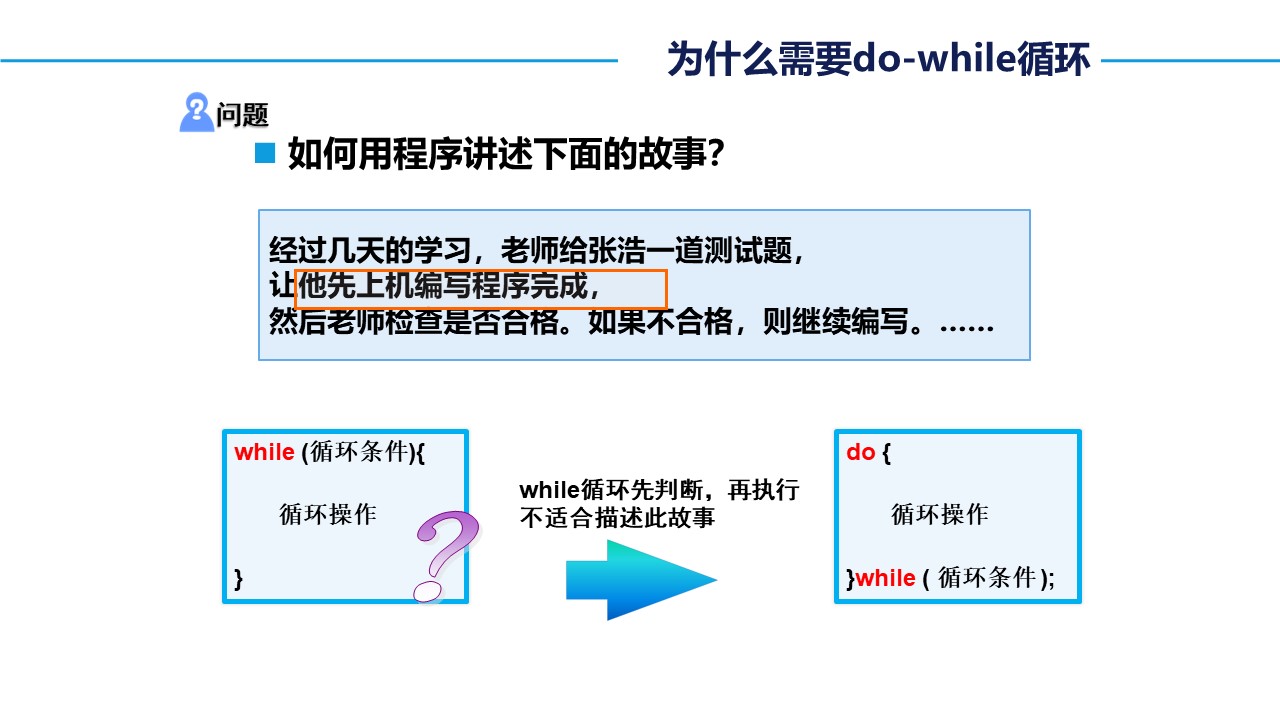 为什么需要do-while循环
问题
如何用程序讲述下面的故事?
经过几天的学习，老师给张浩一道测试题，
让他先上机编写程序完成，
然后老师检查是否合格。如果不合格，则继续编写。……
while (循环条件){
循环操作
}
while循环先判断，再执行
不适合描述此故事
do {
循环操作
}while ( 循环条件 );